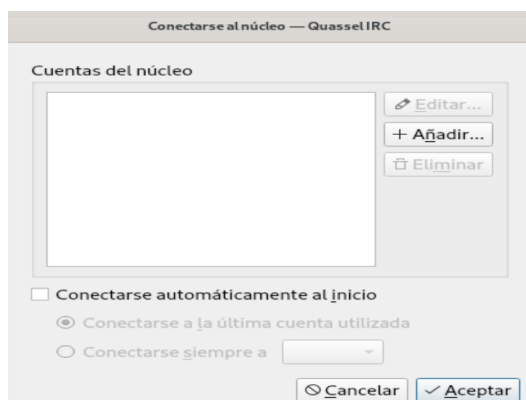 Conectarse al núcleo — Quassel IRC
Cuentas del núcleo
Editar...
+ Añadir...
Eliminar
Conectarse automáticamente al inicio
Conectarse a la última cuenta utilizada
Conectarse siempre a
Cancelar
Aceptar